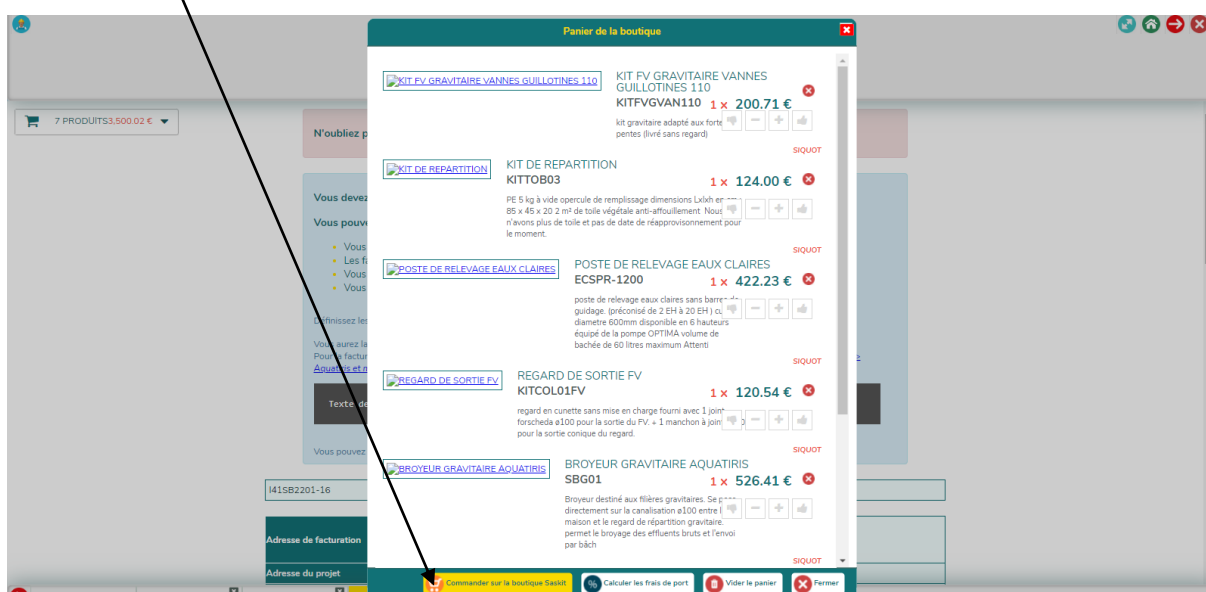 Panier de la boutique
7 PRODUITS3,500.02 €
N'oubliez p
Vous devez
Vous pouv
Vous
Les fa
Vous
Vous
Définissez les
Vous aurez la
Pour la factur
Aquatiris et m
Texte de
Vous pouvez
I41SB2201-16
Adresse de facturation
Adresse du projet
KIT FV GRAVITAIRE VANNES GUILLOTINES 110
KIT FV GRAVITAIRE VANNES
GUILLOTINES 110
KITFVGVAN110 1 x 200.71 €
kit gravitaire adapté aux forte
pentes (livré sans regard)
SIQUOT
KIT DE REPARTITION
KIT DE REPARTITION
KITTOB03 1 x 124.00 €
PE 5 kg à vide opercule de remplissage dimensions Lxlxh en
85 x 45 x 20 2 m² de toile végétale anti-affouillement Nous
n'avons plus de toile et pas de date de réapprovisonnement pour
le moment.
SIQUOT
POSTE DE RELEVAGE EAUX CLAIRES
POSTE DE RELEVAGE EAUX CLAIRES
ECSPR-1200 1 x 422.23 €
poste de relevage eaux claires sans barres de
guidage. (préconisé de 2 EH à 20 EH )
diametre 600mm disponible en 6 hauteurs
équipé de la pompe OPTIMA volume de
bachée de 60 litres maximum Attenti
SIQUOT
REGARD DE SORTIE FV
REGARD DE SORTIE FV
KITCOL01FV 1 x 120.54 €
regard en cunette sans mise en charge fourni avec 1 joint
forscheda ø100 pour la sortie du FV. + 1 manchon à joint
pour la sortie conique du regard.
SIQUOT
BROYEUR GRAVITAIRE AQUATIRIS
BROYEUR GRAVITAIRE AQUATIRIS
SBG01 1 x 526.41 €
Broyeur destiné aux filières gravitaires. Se pose
directement sur la canalisation ø100 entre l
maison et le regard de répartition gravitaire.
permet le broyage des effluents bruts et l'envoi
par bâch
SIQUOT
Commander sur la boutique Saskit
Calculer les frais de port
Vider le panier
Fermer